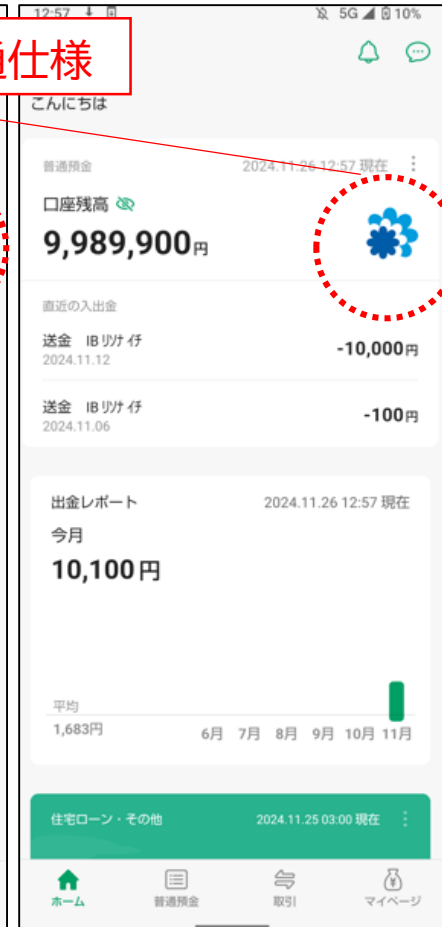 12:57 5G 10%
仕様
こんにちは
普通預金 2024.11.26 12:57 現在
口座残高
9,989,900円
直近の入出金
送金 IBﾘｿﾅ ｲﾁ
2024.11.12
-10,000円
送金 IBﾘｿﾅ ｲﾁ
2024.11.06
-100円
出金レポート 2024.11.26 12:57 現在
今月
10,100円
平均
1,683円
6月 7月 8月 9月 10月 11月
住宅ローン・その他 2024.11.25 03:00 現在
ホーム 普通預金 取引 マイページ